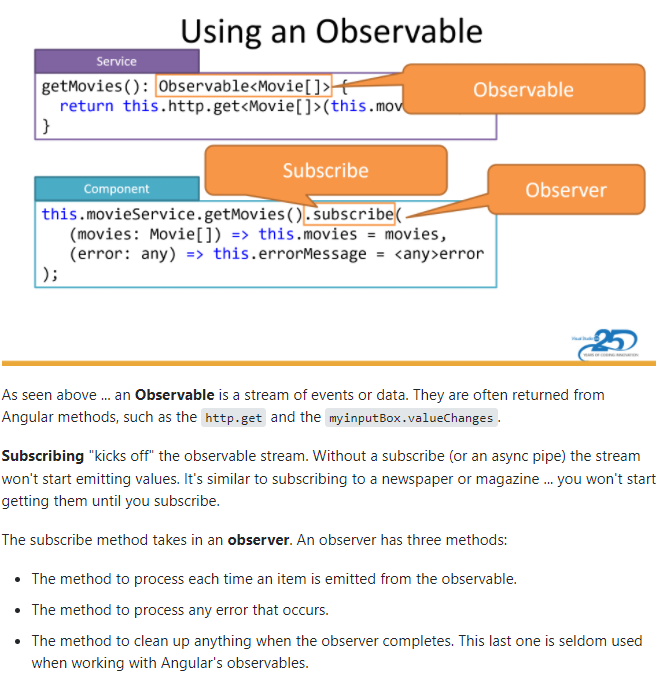 Using an Observable
Service
getMovies(): Observable<Movie[]> {
Observable
return this.http.get<Movie[]>(this.mov
}
Subscribe
Component
Observer
this.movieService.getMovies().subscribe(
(movies: Movie[]) => this.movies = movies,
(error: any) => this.errorMessage = <any>error
);
Visual Studio
25
YEARS OF CODING INNOVATION
As seen above ... an Observable is a stream of events or data. They are often returned from
Angular methods, such as the http.get and the myinputBox.valueChanges.
Subscribing "kicks off" the observable stream. Without a subscribe (or an async pipe) the stream
won't start emitting values. It's similar to subscribing to a newspaper or magazine ... you won't start
getting them until you subscribe.
The subscribe method takes in an observer. An observer has three methods:
• The method to process each time an item is emitted from the observable.
• The method to process any error that occurs.
• The method to clean up anything when the observer completes. This last one is seldom used
when working with Angular's observables.